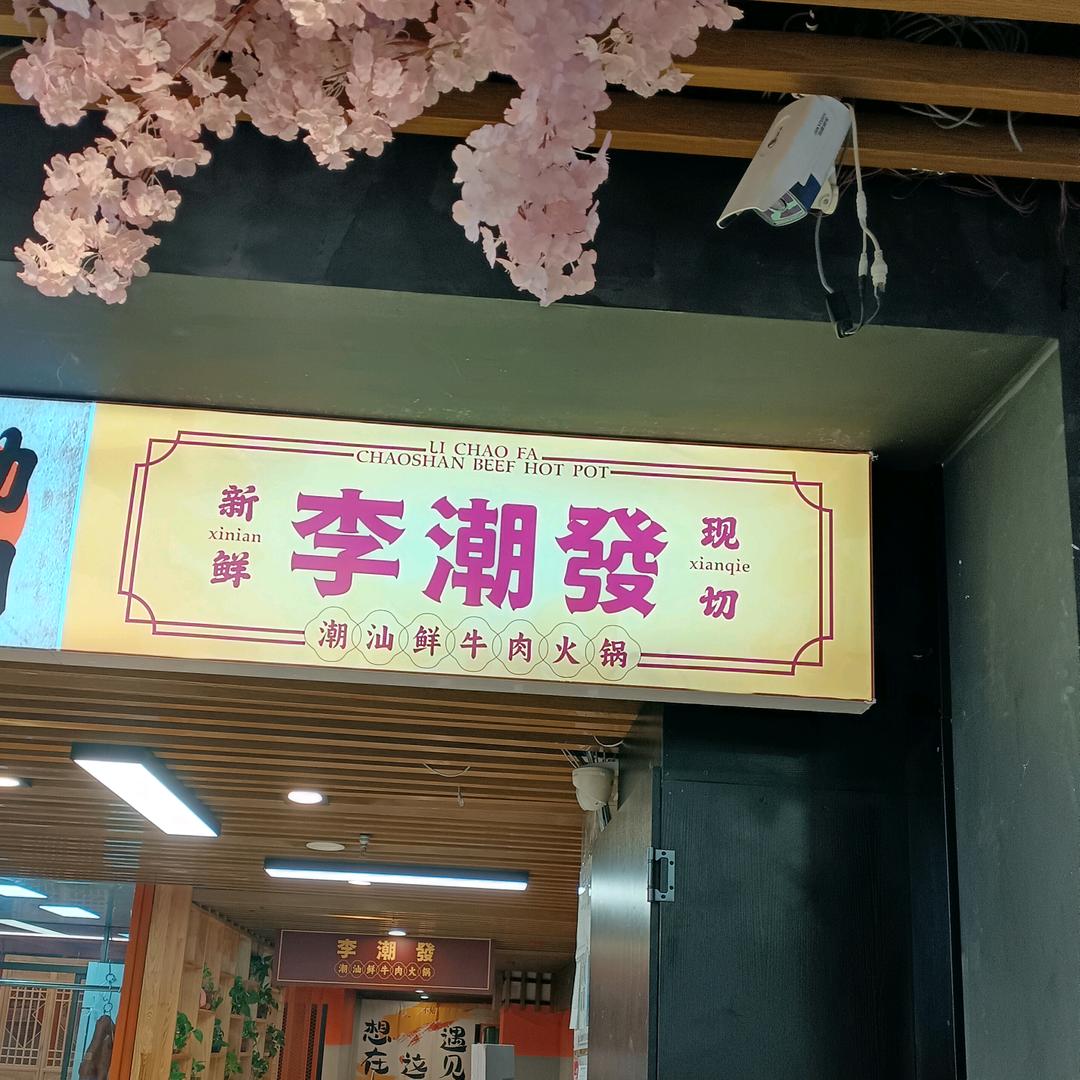 LI CHAO FA
CHAOSHAN BEEF HOT POT
新
xinian
鲜
李潮發
现
xianqie
切
潮汕鲜牛肉火锅
李潮發
潮汕鲜牛肉火锅
想 遇
在 这 见